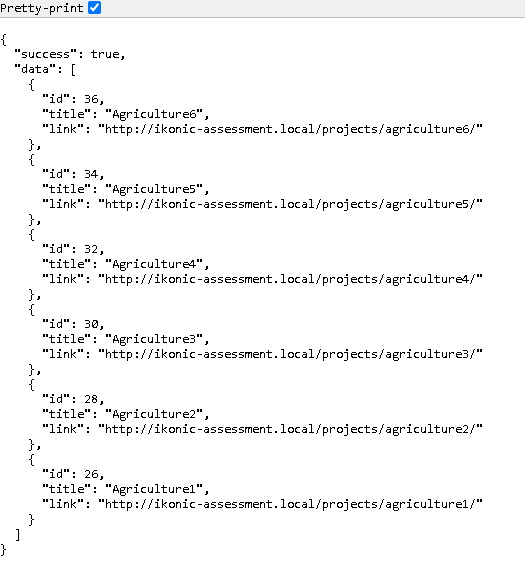 Pretty-print
{
  "success": true,
  "data": [
    {
      "id": 36,
      "title": "Agriculture6",
      "link": "http://ikonic-assessment.local/projects/agriculture6/"
    },
    {
      "id": 34,
      "title": "Agriculture5",
      "link": "http://ikonic-assessment.local/projects/agriculture5/"
    },
    {
      "id": 32,
      "title": "Agriculture4",
      "link": "http://ikonic-assessment.local/projects/agriculture4/"
    },
    {
      "id": 30,
      "title": "Agriculture3",
      "link": "http://ikonic-assessment.local/projects/agriculture3/"
    },
    {
      "id": 28,
      "title": "Agriculture2",
      "link": "http://ikonic-assessment.local/projects/agriculture2/"
    },
    {
      "id": 26,
      "title": "Agriculture1",
      "link": "http://ikonic-assessment.local/projects/agriculture1/"
    }
  ]
}